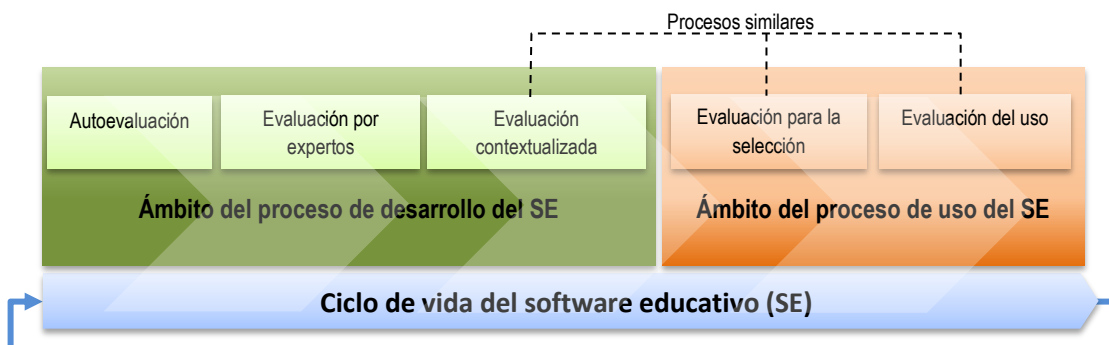 Procesos similares
Autoevaluación
Evaluación por
expertos
Evaluación
contextualizada
Evaluación para la
selección
Evaluación del uso
Ámbito del proceso de desarrollo del SE
Ámbito del proceso de uso del SE
Ciclo de vida del software educativo (SE)